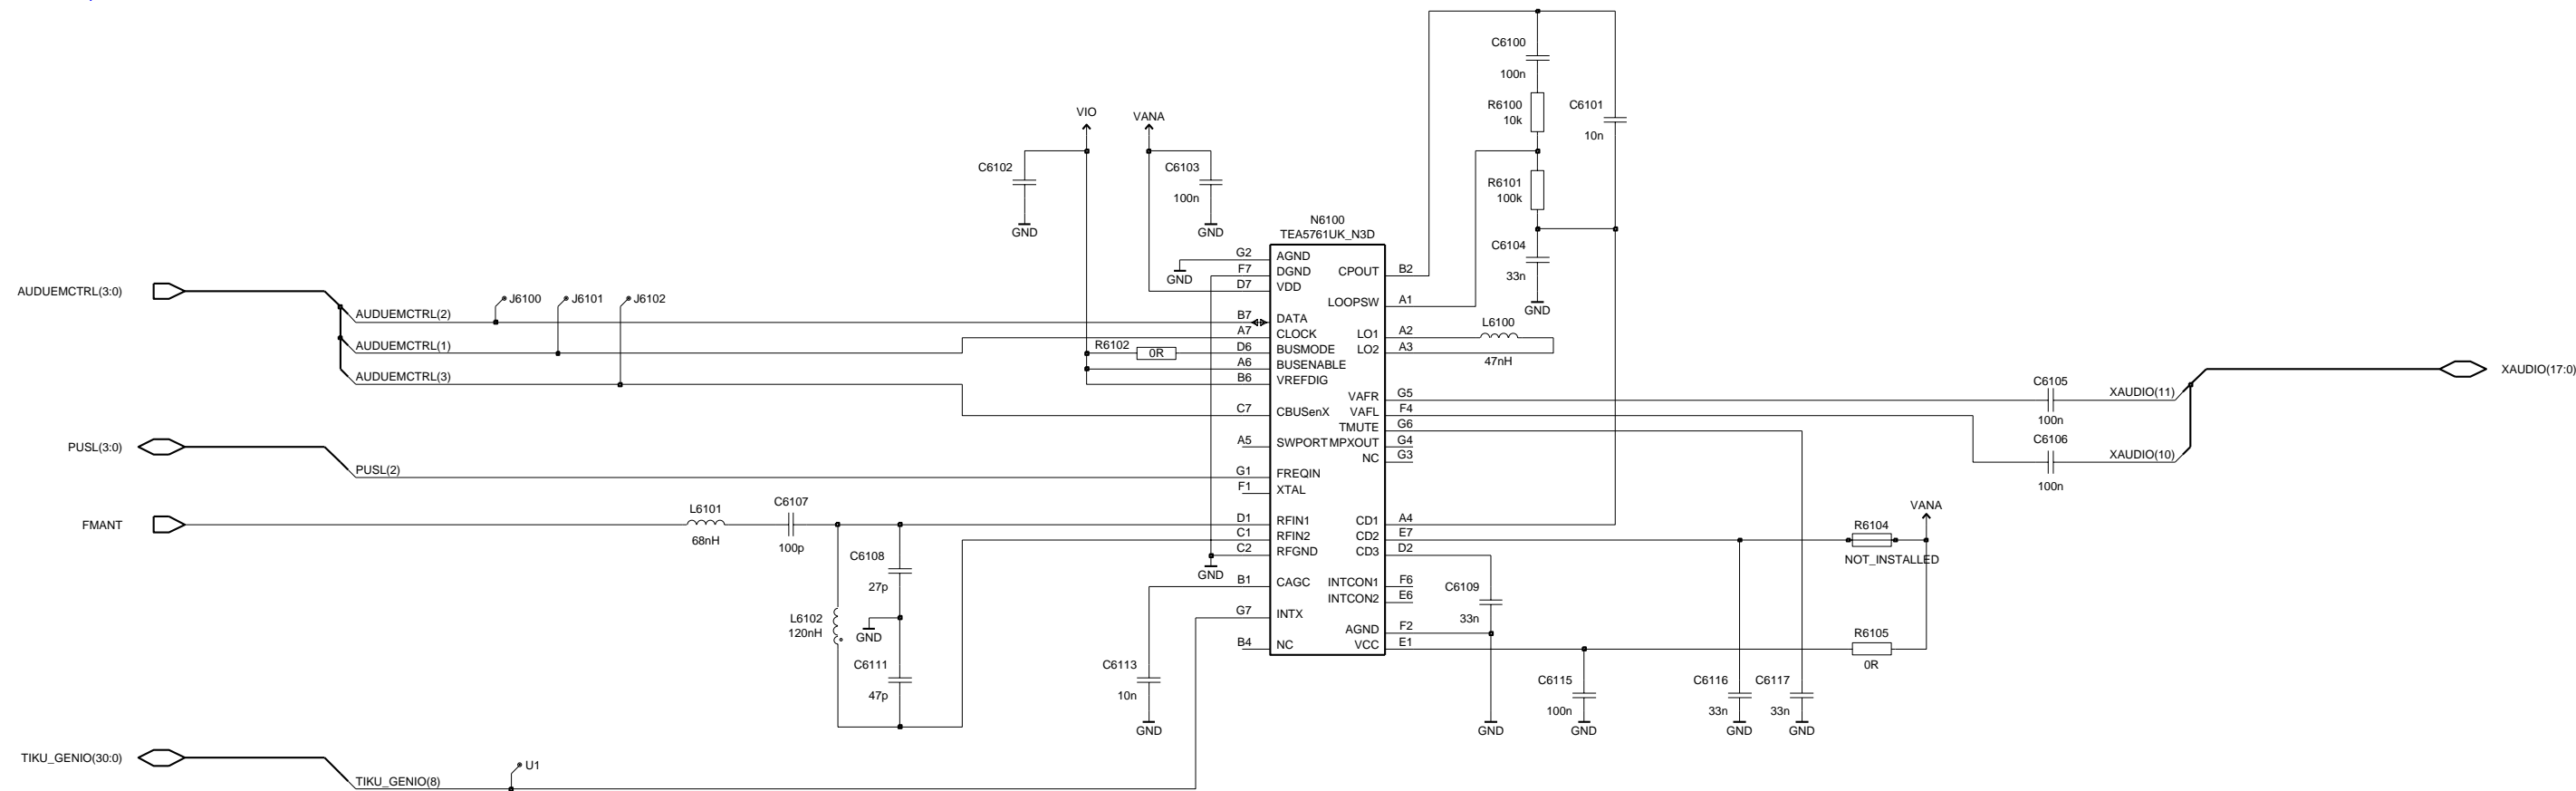 C6100
100n
R6100
10k
C6101
10n
VIO
VANA
C6102
C6103
100n
GND
GND
R6101
100k
N6100
TEA5761UK_N3D
C6104
33n
GND
G2 AGND
GND
F7 DGND
CPOUT B2
D7 VDD
LOOPSW A1
AUDUEMCTRL(3:0)
J6100
J6101
J6102
AUDUEMCTRL(2)
B7 DATA
A7 CLOCK
LO1 A2
L6100
AUDUEMCTRL(1)
R6102
0R
D6 BUSMODE
LO2 A3
47nH
A6 BUSENABLE
AUDUEMCTRL(3)
B6 VREFDIG
XAUDIO(17:0)
C6105
VAFR G5
XAUDIO(11)
100n
C7 CBUSenX
VAFL F4
TMUTE G6
C6106
PUSL(3:0)
A5 SWPORT
MPXOUT G4
NC G3
XAUDIO(10)
100n
PUSL(2)
G1 FREQIN
F1 XTAL
FMANT
L6101
68nH
C6107
100p
D1 RFIN1
CD1 A4
VANA
R6104
NOT_INSTALLED
C1 RFIN2
CD2 E7
C2 RFGND
CD3 D2
GND
C6108
27p
B1 CAGC
INTCON1 F6
INTCON2 E6
C6109
33n
L6102
120nH
GND
G7 INTX
AGND F2
B4 NC
VCC E1
R6105
0R
C6111
47p
C6113
10n
GND
GND
C6115
100n
GND
C6116
33n
GND
C6117
33n
GND
TIKU_GENIO(30:0)
U1
TIKU_GENIO(8)